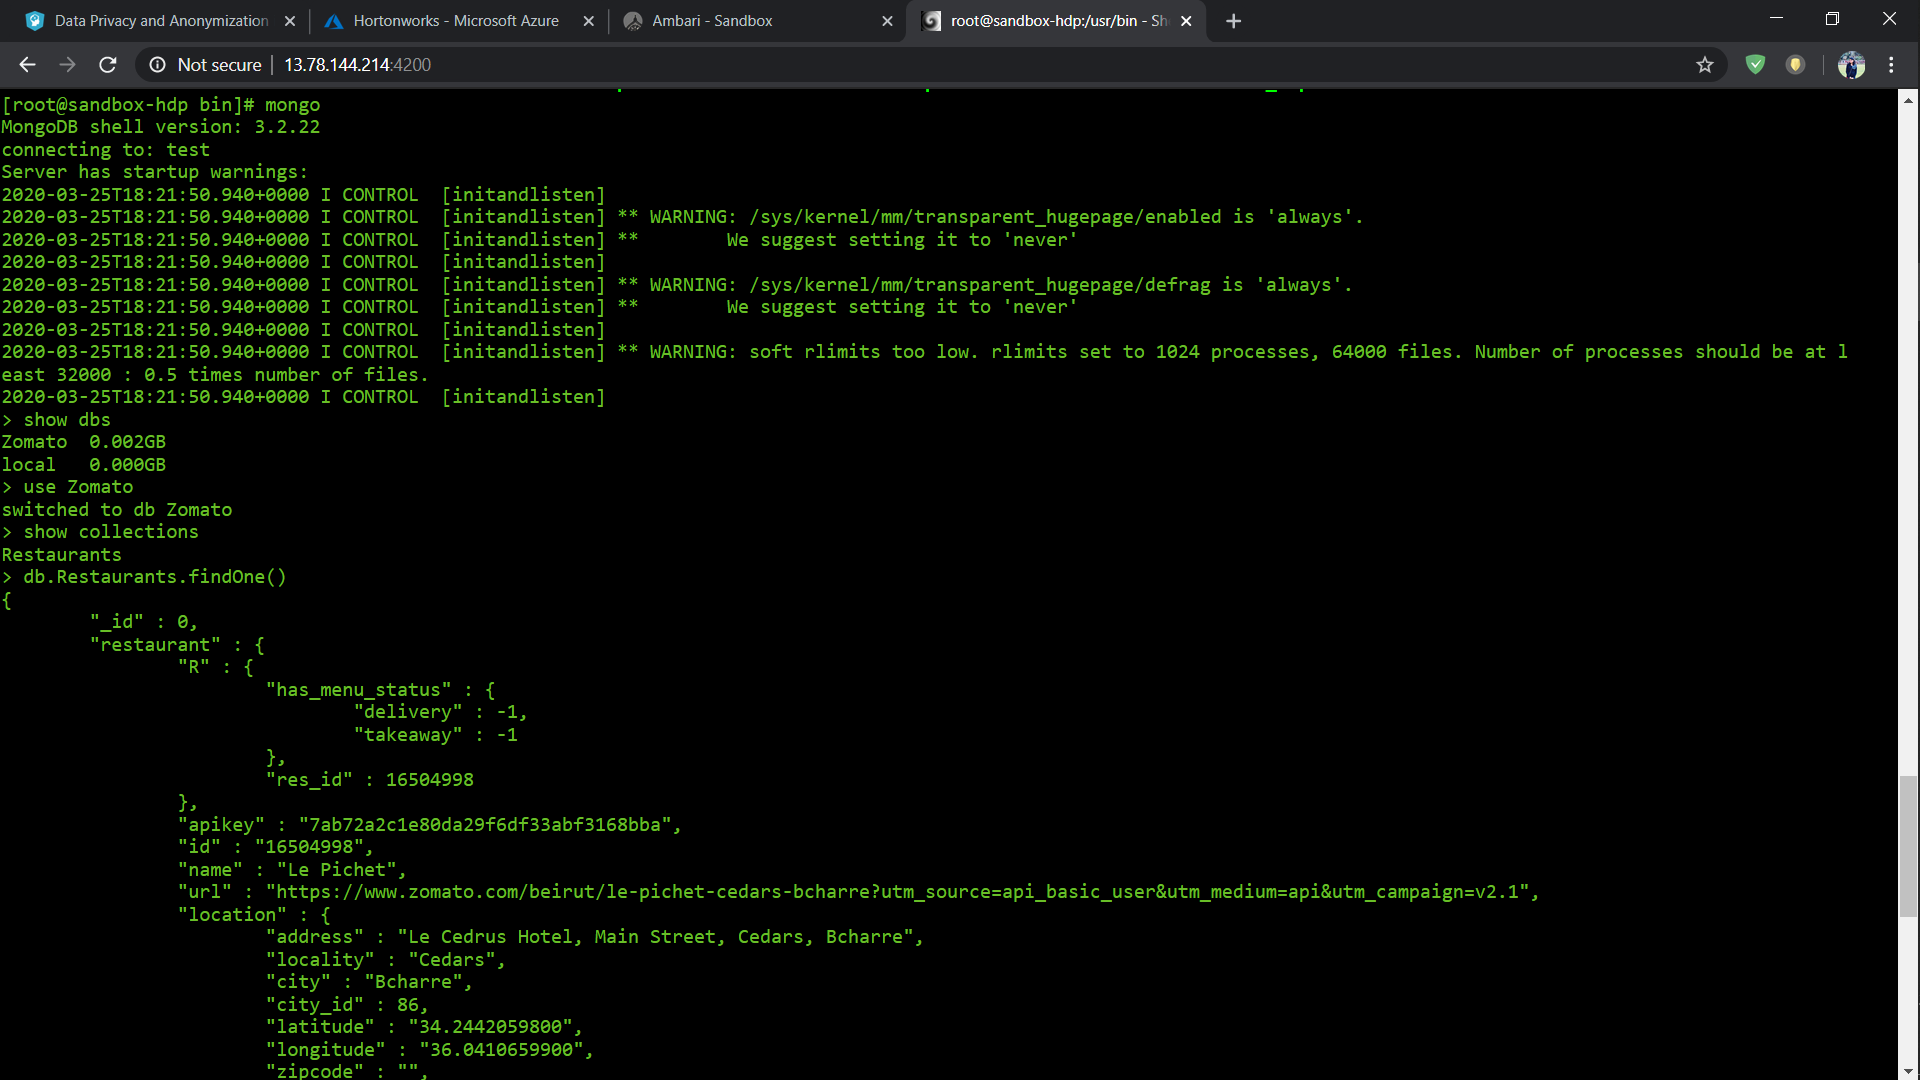 Data Privacy and Anonymization
Hortonworks - Microsoft Azure
Ambari - Sandbox
root@sandbox-hdp:/usr/bin - Sh
Not secure | 13.78.144.214:4200
[root@sandbox-hdp bin]# mongo
MongoDB shell version: 3.2.22
connecting to: test
Server has startup warnings:
2020-03-25T18:21:50.940+0000 I CONTROL  [initandlisten]
2020-03-25T18:21:50.940+0000 I CONTROL  [initandlisten] ** WARNING: /sys/kernel/mm/transparent_hugepage/enabled is 'always'.
2020-03-25T18:21:50.940+0000 I CONTROL  [initandlisten] **        We suggest setting it to 'never'
2020-03-25T18:21:50.940+0000 I CONTROL  [initandlisten]
2020-03-25T18:21:50.940+0000 I CONTROL  [initandlisten] ** WARNING: /sys/kernel/mm/transparent_hugepage/defrag is 'always'.
2020-03-25T18:21:50.940+0000 I CONTROL  [initandlisten] **        We suggest setting it to 'never'
2020-03-25T18:21:50.940+0000 I CONTROL  [initandlisten]
2020-03-25T18:21:50.940+0000 I CONTROL  [initandlisten] ** WARNING: soft rlimits too low. rlimits set to 1024 processes, 64000 files. Number of processes should be at l
east 32000 : 0.5 times number of files.
2020-03-25T18:21:50.940+0000 I CONTROL  [initandlisten]
> show dbs
Zomato  0.002GB
local   0.000GB
> use Zomato
switched to db Zomato
> show collections
Restaurants
> db.Restaurants.findOne()
{
        "_id" : 0,
        "restaurant" : {
                "R" : {
                        "has_menu_status" : {
                                "delivery" : -1,
                                "takeaway" : -1
                        },
                        "res_id" : 16504998
                },
                "apikey" : "7ab72a2c1e80da29f6df33abf3168bba",
                "id" : "16504998",
                "name" : "Le Pichet",
                "url" : "https://www.zomato.com/beirut/le-pichet-cedars-bcharre?utm_source=api_basic_user&utm_medium=api&utm_campaign=v2.1",
                "location" : {
                        "address" : "Le Cedrus Hotel, Main Street, Cedars, Bcharre",
                        "locality" : "Cedars",
                        "city" : "Bcharre",
                        "city_id" : 86,
                        "latitude" : "34.2442059800",
                        "longitude" : "36.0410659900",
                        "zipcode" : "",